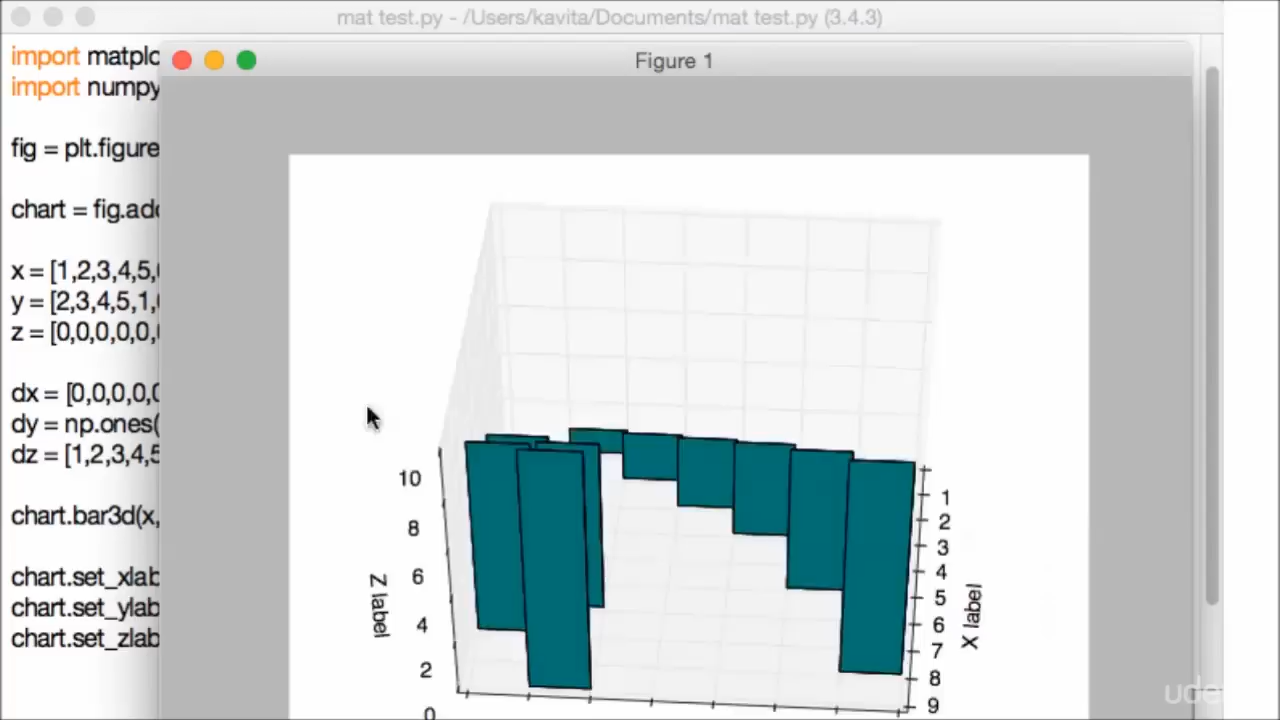 mat test.py - /Users/kavita/Documents/mat test.py (3.4.3)
Figure 1
import matplo
import numpy
fig = plt.figure
chart = fig.add
x = [1,2,3,4,5,
y = [2,3,4,5,1,
z = [0,0,0,0,0,
dx = [0,0,0,0,
dy = np.ones(
dz = [1,2,3,4,5
chart.bar3d(x,
chart.set_xlab
chart.set_ylab
chart.set_zlab
10
8
6
4
2
0
Z label
1
2
3
4
5
6
7
8
9
X label